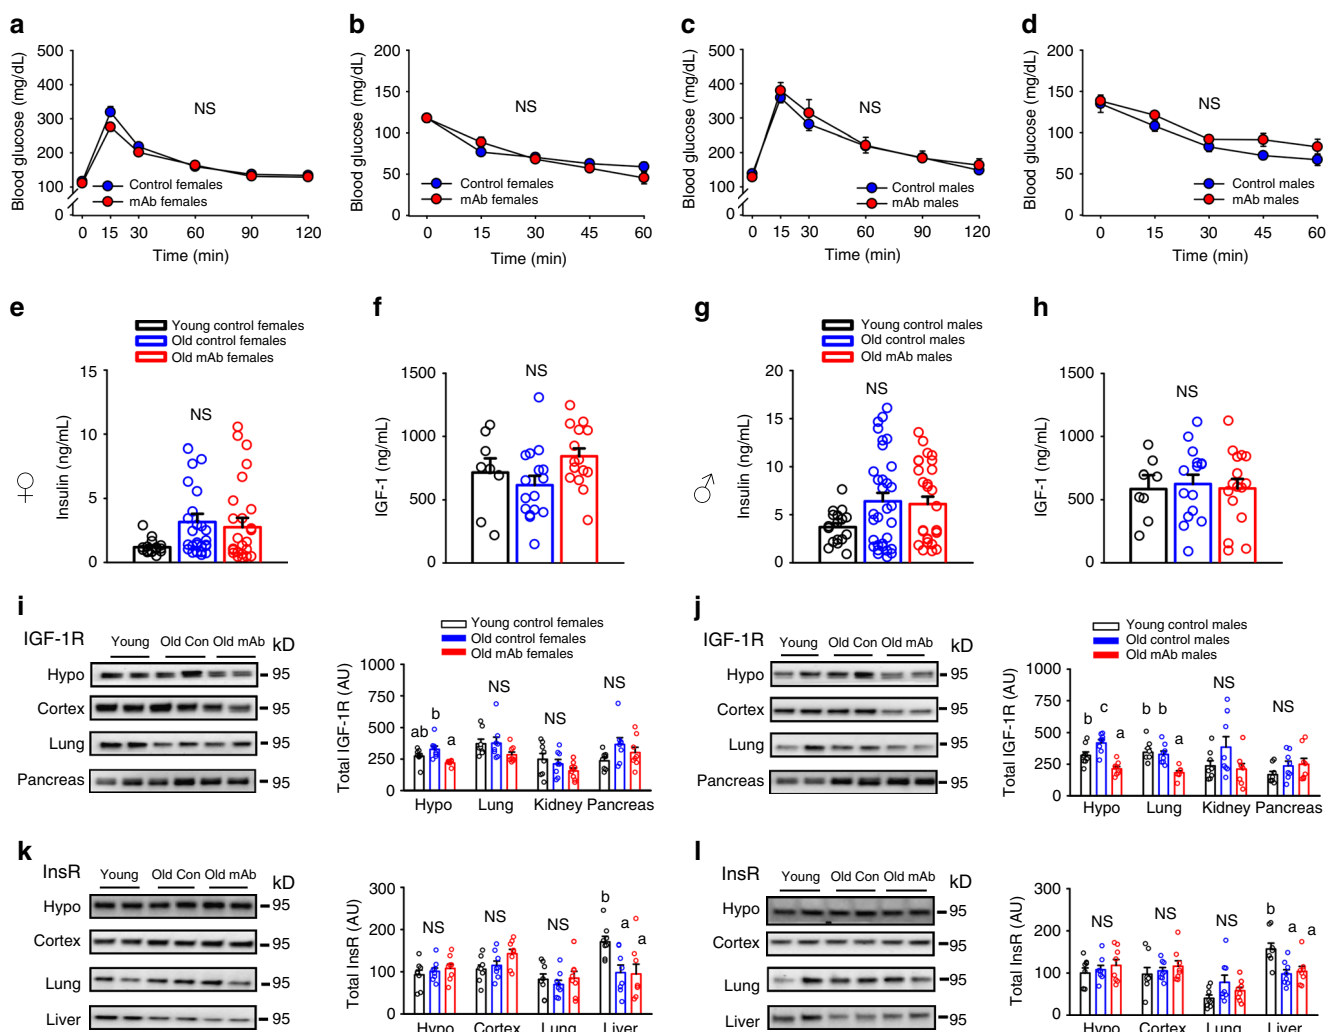 a
b
c
d
Blood glucose (mg/dL)
500
400
300
200
100
0
NS
Control females
mAb females
0 15 30 60 90 120
Time (min)
Blood glucose (mg/dL)
200
150
100
50
0
NS
Control females
mAb females
0 15 30 45 60
Time (min)
Blood glucose (mg/dL)
500
400
300
200
100
0
NS
Control males
mAb males
0 15 30 60 90 120
Time (min)
Blood glucose (mg/dL)
200
150
100
50
0
NS
Control males
mAb males
0 15 30 45 60
Time (min)
e
f
g
h
♀
Young control females
Old control females
Old mAb females
Insulin (ng/mL)
15
10
5
0
NS
IGF-1 (ng/mL)
1500
1000
500
0
NS
♂
Young control males
Old control males
Old mAb males
Insulin (ng/mL)
20
15
10
5
0
NS
IGF-1 (ng/mL)
1500
1000
500
0
NS
i
IGF-1R
Young Old Con Old mAb kD
Hypo 95
Cortex 95
Lung 95
Pancreas 95
Young control females
Old control females
Old mAb females
Total IGF-1R (AU)
1000
750
500
250
0
ab b a
NS
NS
NS
Hypo Lung Kidney Pancreas
j
IGF-1R
Young Old Con Old mAb kD
Hypo 95
Cortex 95
Lung 95
Pancreas 95
Young control males
Old control males
Old mAb males
Total IGF-1R (AU)
1000
750
500
250
0
b c a
b b a
NS
NS
Hypo Lung Kidney Pancreas
k
InsR
Young Old Con Old mAb kD
Hypo 95
Cortex 95
Lung 95
Liver 95
Total InsR (AU)
300
200
100
0
NS
NS
NS
b a a
Hypo Cortex Lung Liver
l
InsR
Young Old Con Old mAb kD
Hypo 95
Cortex 95
Lung 95
Liver 95
Total InsR (AU)
300
200
100
0
NS
NS
NS
b a a
Hypo Cortex Lung Liver